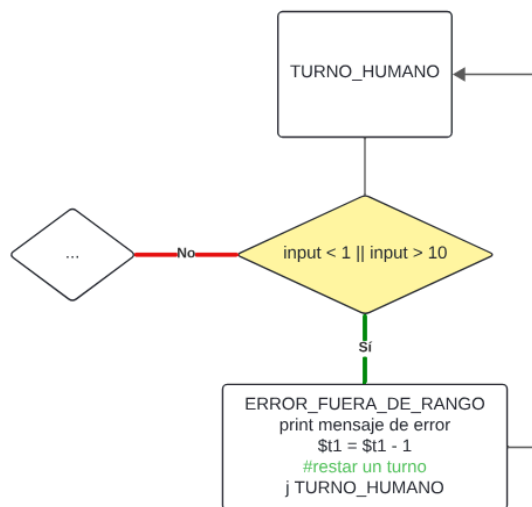 TURNO_HUMANO
...
No
input < 1 || input > 10
Sí
ERROR_FUERA_DE_RANGO
print mensaje de error
$t1 = $t1 - 1
#restar un turno
j TURNO_HUMANO